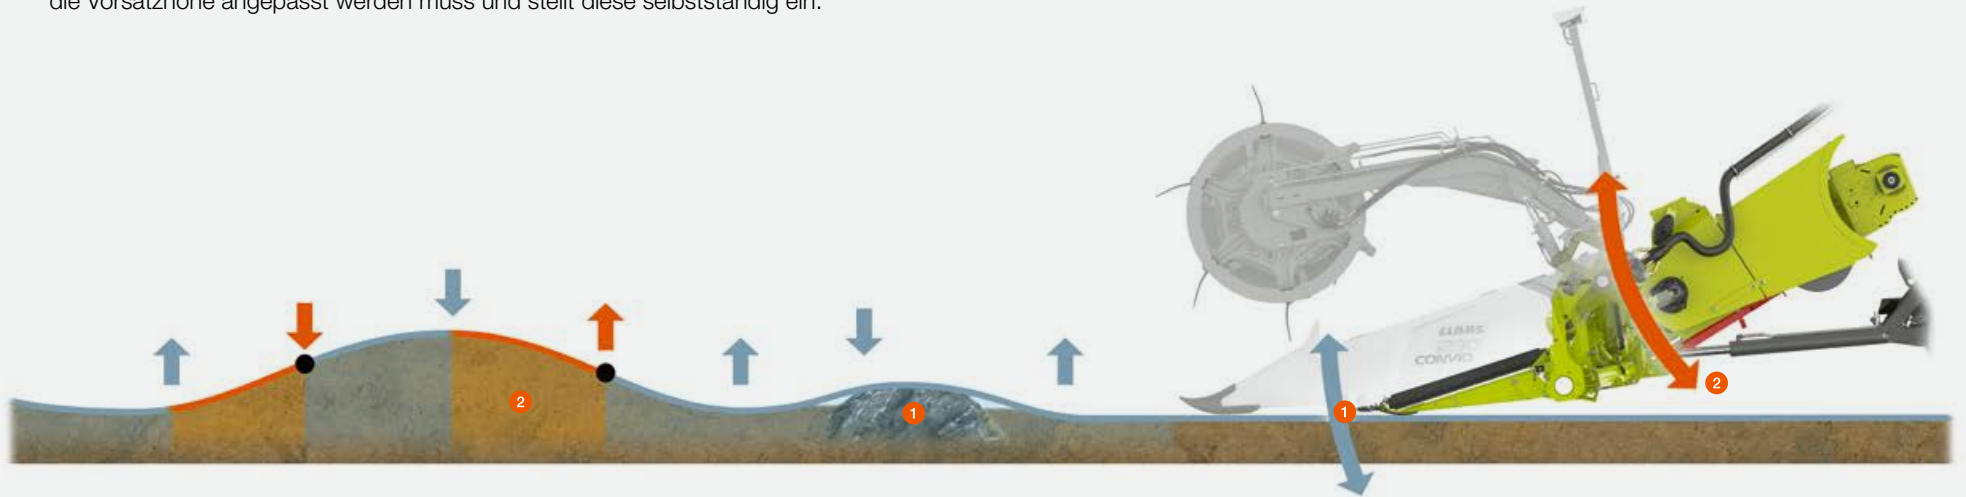 die Vorsatzhöhe angepasst werden muss und stellt diese selbstständig ein.
CLAAS
CONVIO
2
1
1
2